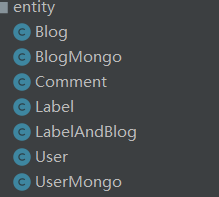 entity
Blog
BlogMongo
Comment
Label
LabelAndBlog
User
UserMongo